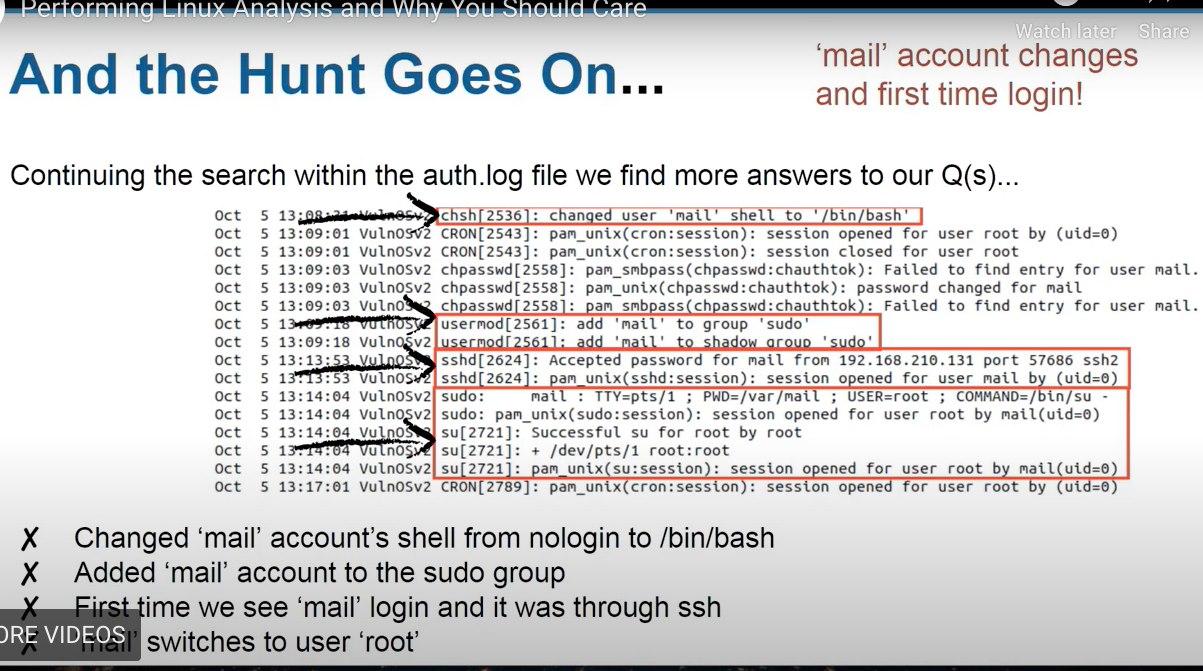 Performing Linux Analysis and Why You Should Care
Watch later Share
And the Hunt Goes On...
‘mail’ account changes
and first time login!
Continuing the search within the auth.log file we find more answers to our Q(s)...
Oct 5 13:08: VulnOSv2 chsh[2536]: changed user 'mail' shell to '/bin/bash'
Oct 5 13:09:01 VulnOSv2 CRON[2543]: pam_unix(cron:session): session opened for user root by (uid=0)
Oct 5 13:09:01 VulnOSv2 CRON[2543]: pam_unix(cron:session): session closed for user root
Oct 5 13:09:03 VulnOSv2 chpasswd[2558]: pam_smbpass(chpasswd:chauthtok): Failed to find entry for user mail.
Oct 5 13:09:03 VulnOSv2 chpasswd[2558]: pam_unix(chpasswd:chauthtok): password changed for mail
Oct 5 13:09:03 VulnOSv2 chpasswd[2558]: pam_smbpass(chpasswd:chauthtok): Failed to find entry for user mail.
Oct 5 13:09:18 VulnOSv2 usermod[2561]: add 'mail' to group 'sudo'
Oct 5 13:09:18 VulnOSv2 usermod[2561]: add 'mail' to shadow group 'sudo'
Oct 5 13:13:53 VulnOSv2 sshd[2624]: Accepted password for mail from 192.168.210.131 port 57686 ssh2
Oct 5 13:13:53 VulnOSv2 sshd[2624]: pam_unix(sshd:session): session opened for user mail by (uid=0)
Oct 5 13:14:04 VulnOSv2 sudo: mail : TTY=pts/1 ; PWD=/var/mail ; USER=root ; COMMAND=/bin/su -
Oct 5 13:14:04 VulnOSv2 sudo: pam_unix(sudo:session): session opened for user root by mail(uid=0)
Oct 5 13:14:04 VulnOSv2 su[2721]: Successful su for root by root
Oct 5 13:14:04 VulnOSv2 su[2721]: + /dev/pts/1 root:root
Oct 5 13:14:04 VulnOSv2 su[2721]: pam_unix(su:session): session opened for user root by mail(uid=0)
Oct 5 13:17:01 VulnOSv2 CRON[2789]: pam_unix(cron:session): session opened for user root by (uid=0)
✗ Changed ‘mail’ account’s shell from nologin to /bin/bash
✗ Added ‘mail’ account to the sudo group
✗ First time we see ‘mail’ login and it was through ssh
✗ ‘mail’ switches to user ‘root’
ORE VIDEOS